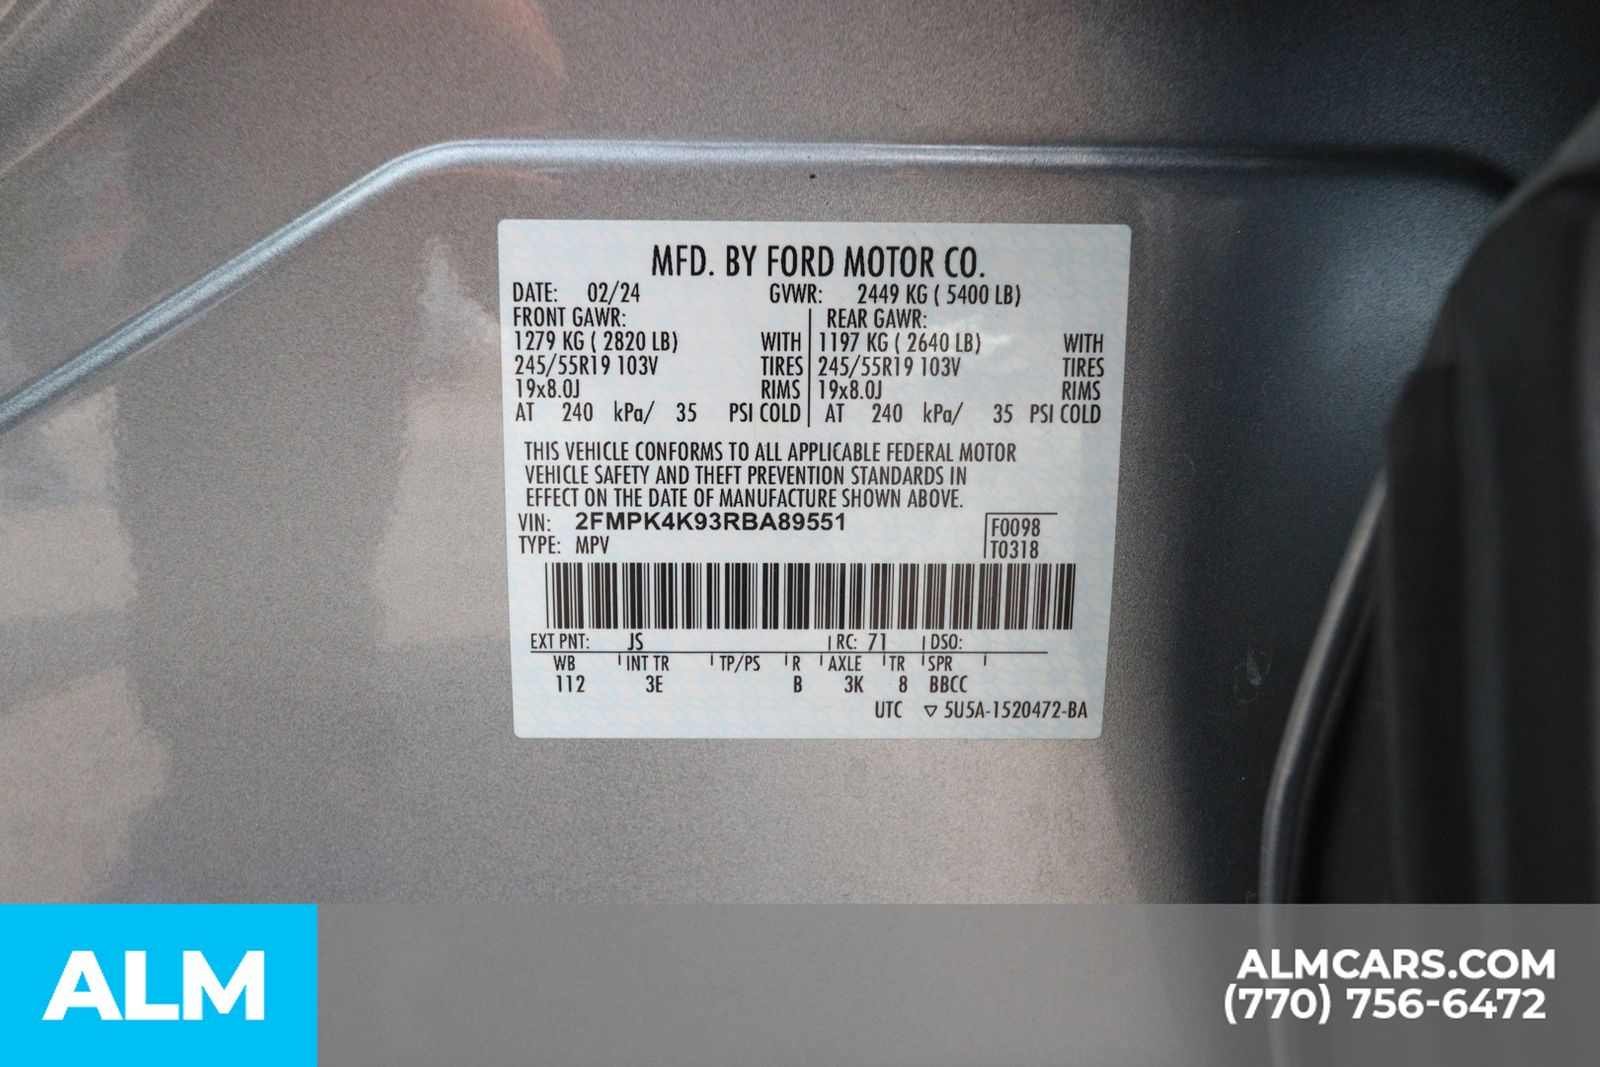 MFD. BY FORD MOTOR CO.
DATE: 02/24 GVWR: 2449 KG ( 5400 LB)
FRONT GAWR: REAR GAWR:
1279 KG ( 2820 LB) WITH 1197 KG ( 2640 LB) WITH
245/55R19 103V TIRES 245/55R19 103V TIRES
19x8.0J RIMS 19x8.0J RIMS
AT 240 kPa/ 35 PSI COLD AT 240 kPa/ 35 PSI COLD
THIS VEHICLE CONFORMS TO ALL APPLICABLE FEDERAL MOTOR
VEHICLE SAFETY AND THEFT PREVENTION STANDARDS IN
EFFECT ON THE DATE OF MANUFACTURE SHOWN ABOVE.
VIN: 2FMPK4K93RBA89551 F0098
TYPE: MPV T0318
EXT PNT: JS RC: 71 DSO:
WB INT TR TP/PS R AXLE TR SPR
112 3E B 3K 8 BBCC
UTC ▽ 5U5A-1520472-BA
ALM
ALMCARS.COM
(770) 756-6472